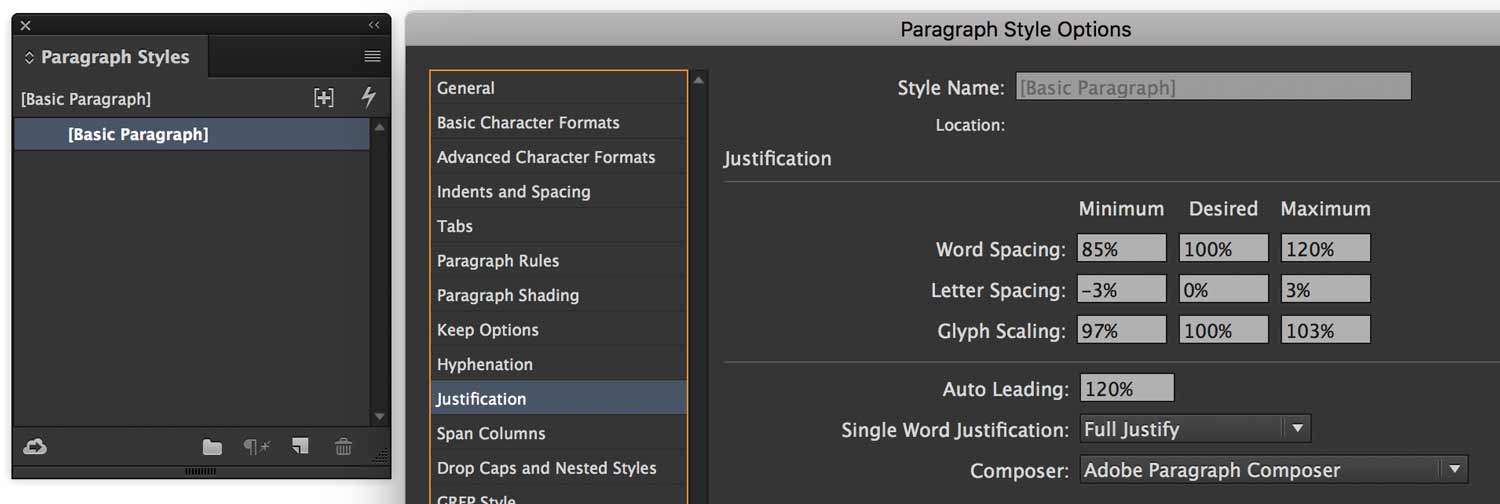 Paragraph Styles
[Basic Paragraph]
[Basic Paragraph]
Paragraph Style Options
General
Basic Character Formats
Advanced Character Formats
Indents and Spacing
Tabs
Paragraph Rules
Paragraph Shading
Keep Options
Hyphenation
Justification
Span Columns
Drop Caps and Nested Styles
GREP Style
Style Name: [Basic Paragraph]
Location:
Justification
Minimum Desired Maximum
Word Spacing: 85% 100% 120%
Letter Spacing: -3% 0% 3%
Glyph Scaling: 97% 100% 103%
Auto Leading: 120%
Single Word Justification: Full Justify
Composer: Adobe Paragraph Composer